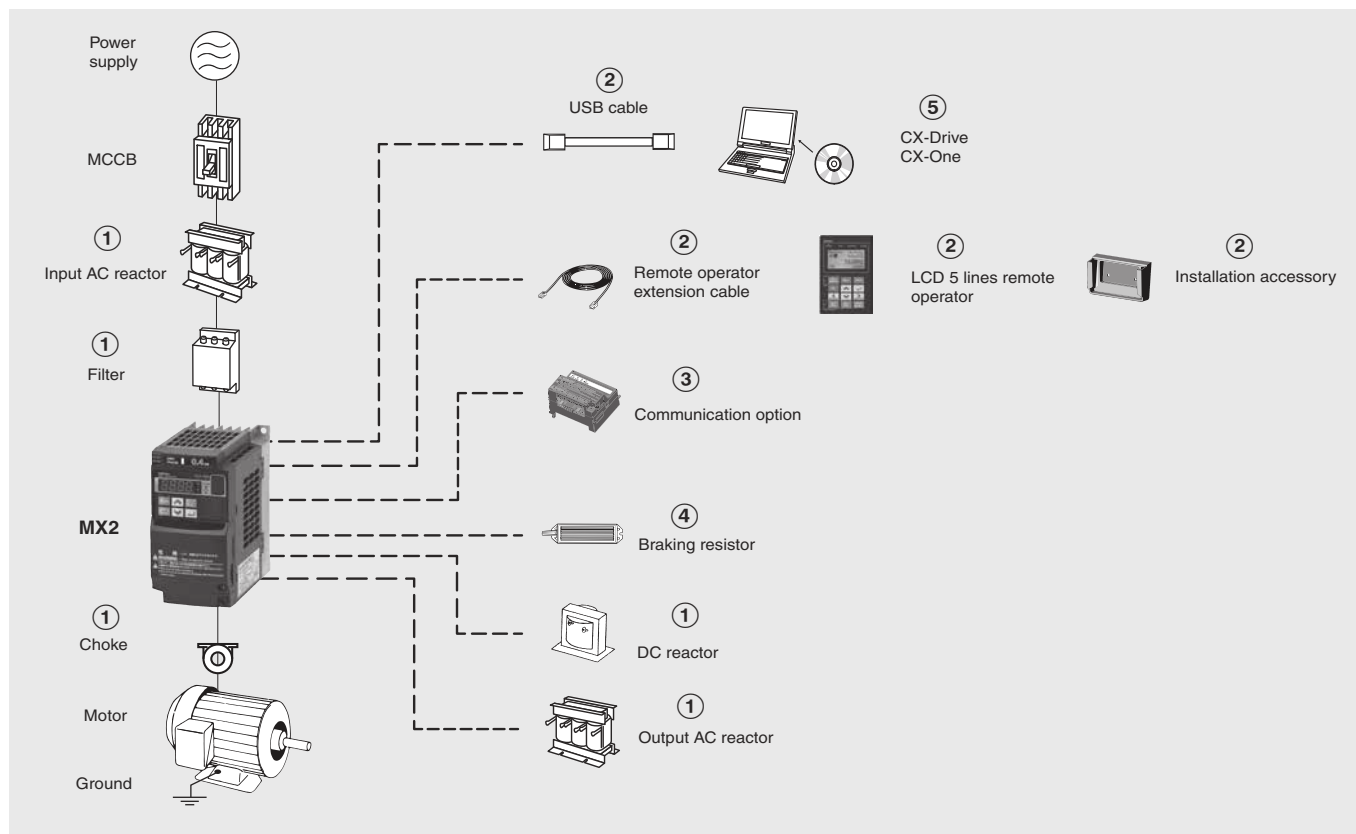 Power
supply
MCCB
①
Input AC reactor
①
Filter
MX2
①
Choke
Motor
Ground
②
USB cable
⑤
CX-Drive
CX-One
②
Remote operator
extension cable
②
LCD 5 lines remote
operator
②
Installation accessory
③
Communication option
④
Braking resistor
①
DC reactor
①
Output AC reactor
0.4